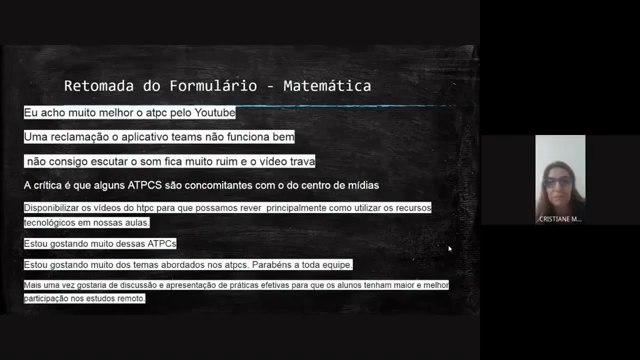 Retomada do Formulário - Matemática
Eu acho muito melhor o atpc pelo Youtube
Uma reclamação o aplicativo teams não funciona bem
não consigo escutar o som fica muito ruim e o vídeo trava
A crítica é que alguns ATPCS são concomitantes com o do centro de mídias
Disponibilizar os vídeos do htpc para que possamos rever principalmente como utilizar os recursos
tecnológicos em nossas aulas.
Estou gostando muito dessas ATPCs
Estou gostando muito dos temas abordados nos atpcs. Parabéns a toda equipe.
Mais uma vez gostaria de discussão e apresentação de práticas efetivas para que os alunos tenham maior e melhor
participação nos estudos remoto.
CRISTIANE M...